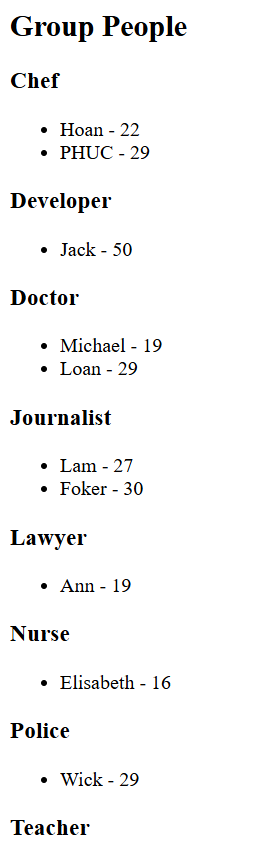 Group People
Chef
Hoan - 22
PHUC - 29
Developer
Jack - 50
Doctor
Michael - 19
Loan - 29
Journalist
Lam - 27
Foker - 30
Lawyer
Ann - 19
Nurse
Elisabeth - 16
Police
Wick - 29
Teacher